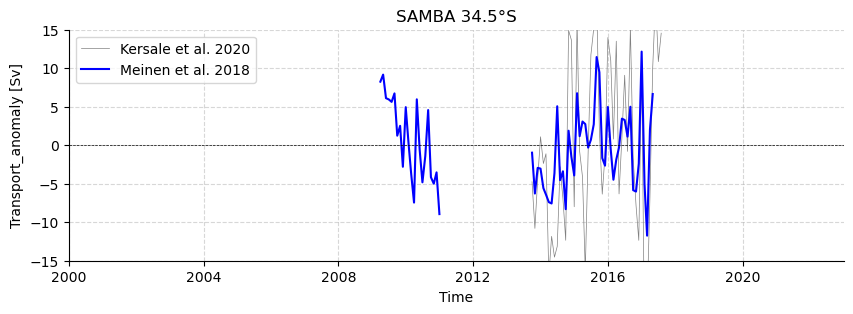 SAMBA 34.5°S
Kersale et al. 2020
Meinen et al. 2018
Transport_anomaly [Sv]
15
10
5
0
−5
−10
−15
2000 2004 2008 2012 2016 2020
Time